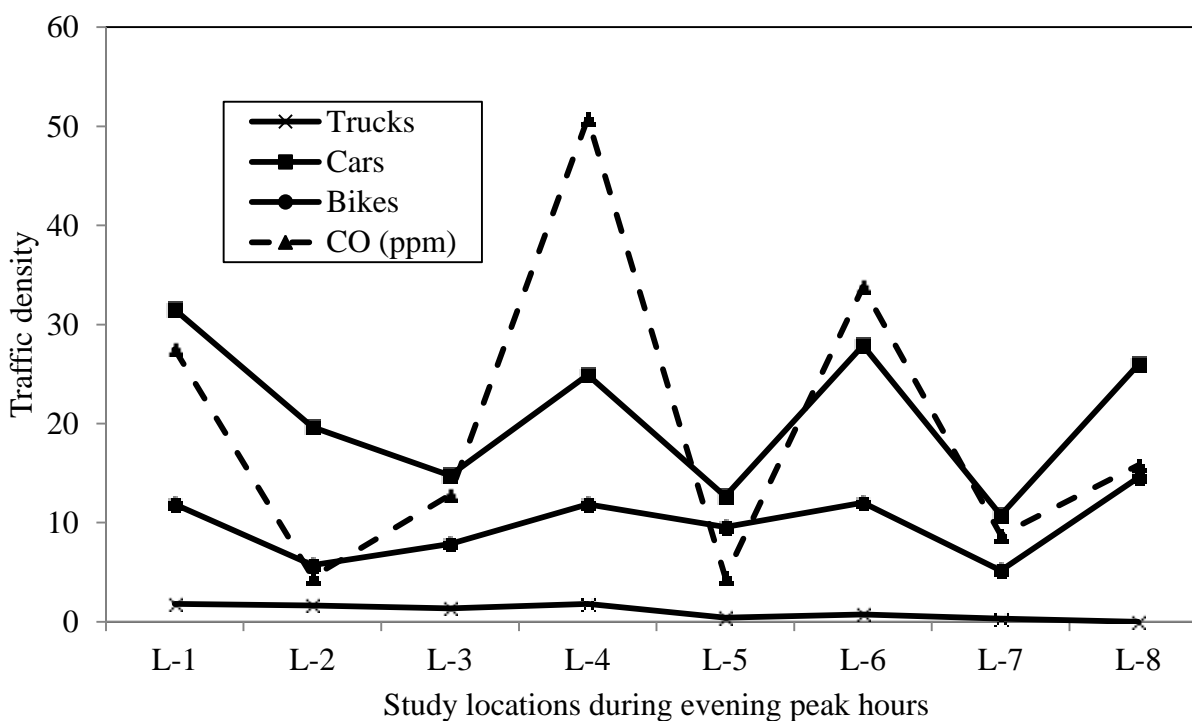 60
50
40
30
20
10
0
Traffic density
Trucks
Cars
Bikes
CO (ppm)
L-1 L-2 L-3 L-4 L-5 L-6 L-7 L-8
Study locations during evening peak hours